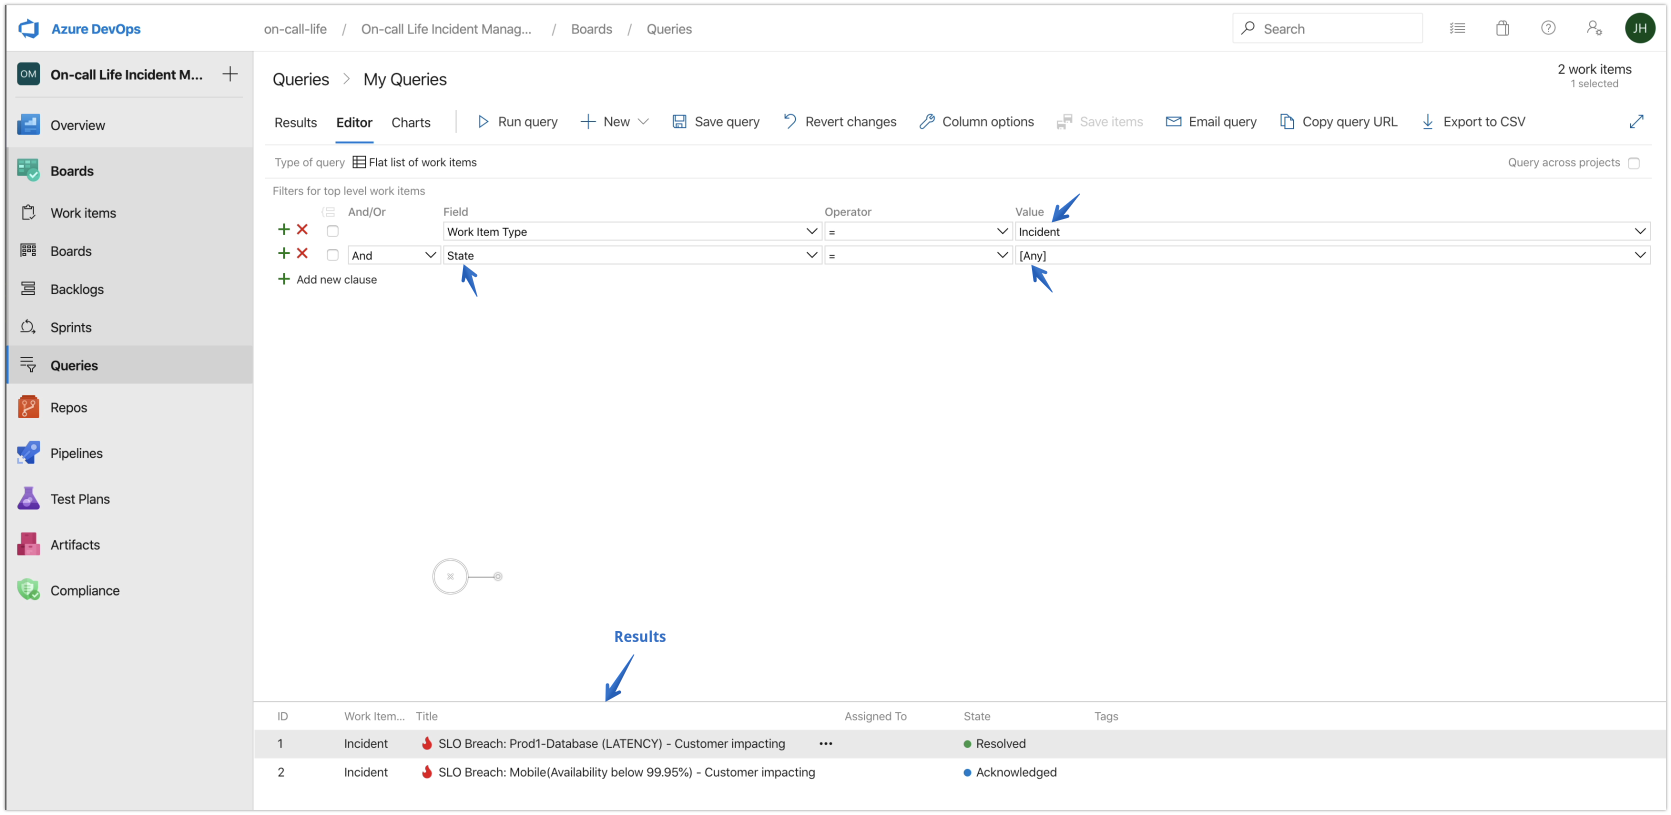 Azure DevOps
on-call-life / On-call Life Incident Manag... / Boards / Queries
Search
JH
OM On-call Life Incident M...
Queries > My Queries
2 work items
1 selected
Results Editor Charts Run query New Save query Revert changes Column options Save items Email query Copy query URL Export to CSV
Type of query Flat list of work items
Query across projects
Filters for top level work items
And/Or Field Operator Value
Work Item Type = Incident
And State = [Any]
Add new clause
Overview
Boards
Work items
Boards
Backlogs
Sprints
Queries
Repos
Pipelines
Test Plans
Artifacts
Compliance
Results
ID Work Item... Title Assigned To State Tags
1 Incident SLO Breach: Prod1-Database (LATENCY) - Customer impacting ... Resolved
2 Incident SLO Breach: Mobile(Availability below 99.95%) - Customer impacting Acknowledged